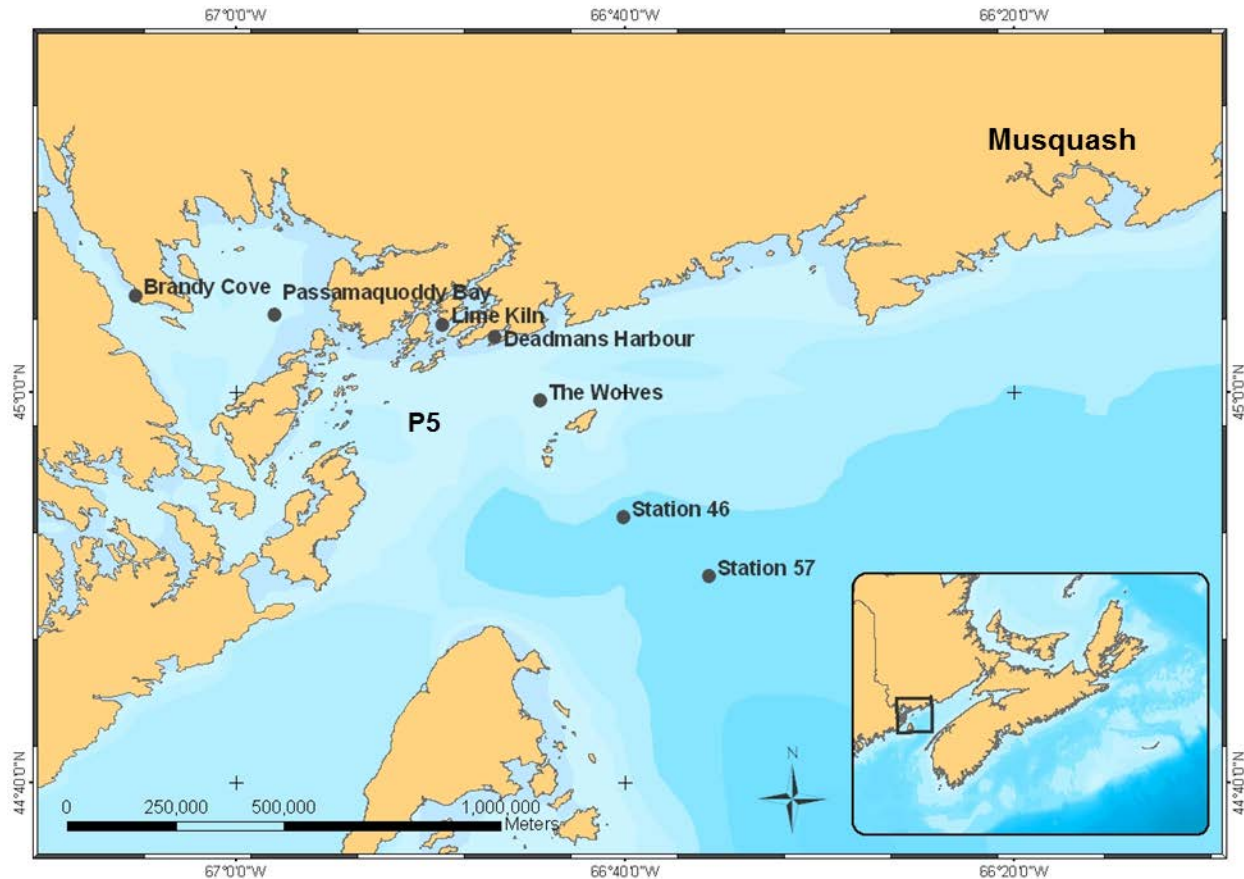 67°0'0"W 66°40'0"W 66°20'0"W
Musquash
Brandy Cove
Passamaquoddy Bay
Lime Kiln
Deadmans Harbour
45°0'0"N 45°0'0"N
The Wolves
P5
Station 46
Station 57
N
44°40'0"N 44°40'0"N
0 250,000 500,000 1,000,000
Meters
67°0'0"W 66°40'0"W 66°20'0"W